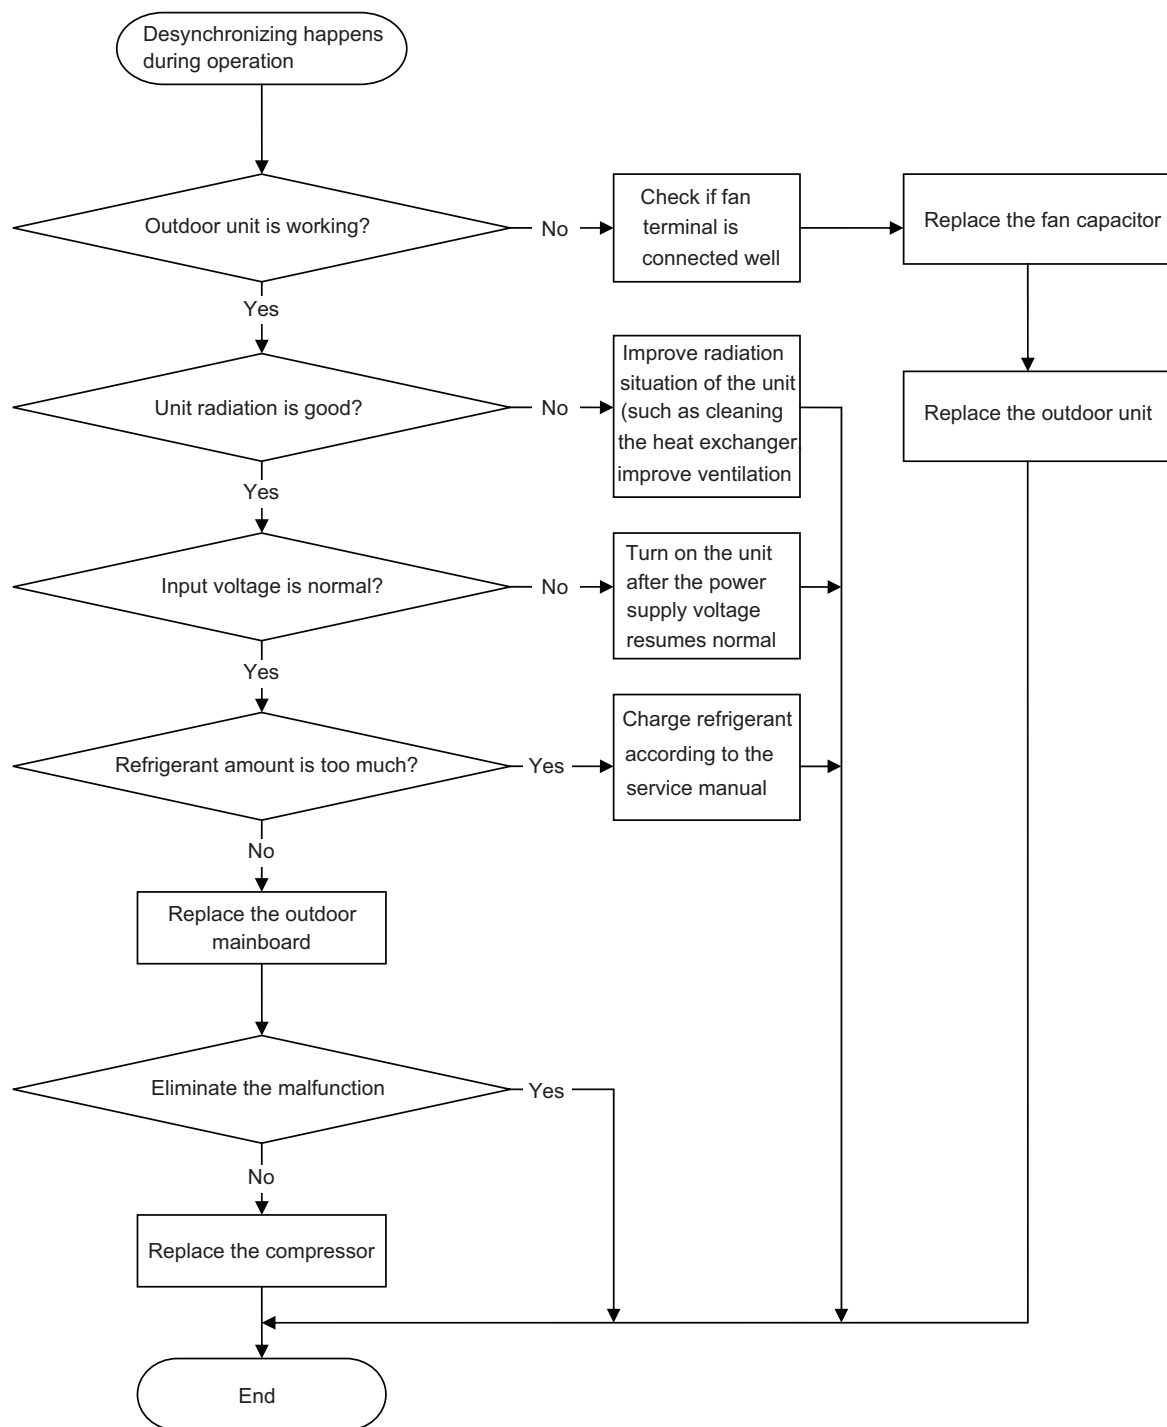 Desynchronizing happens
during operation
Outdoor unit is working?
No
Check if fan
terminal is
connected well
Replace the fan capacitor
Yes
Replace the outdoor unit
Unit radiation is good?
No
Improve radiation
situation of the unit
(such as cleaning
the heat exchanger,
improve ventilation
Yes
Input voltage is normal?
No
Turn on the unit
after the power
supply voltage
resumes normal
Yes
Refrigerant amount is too much?
Yes
Charge refrigerant
according to the
service manual
No
Replace the outdoor
mainboard
Eliminate the malfunction
Yes
No
Replace the compressor
End